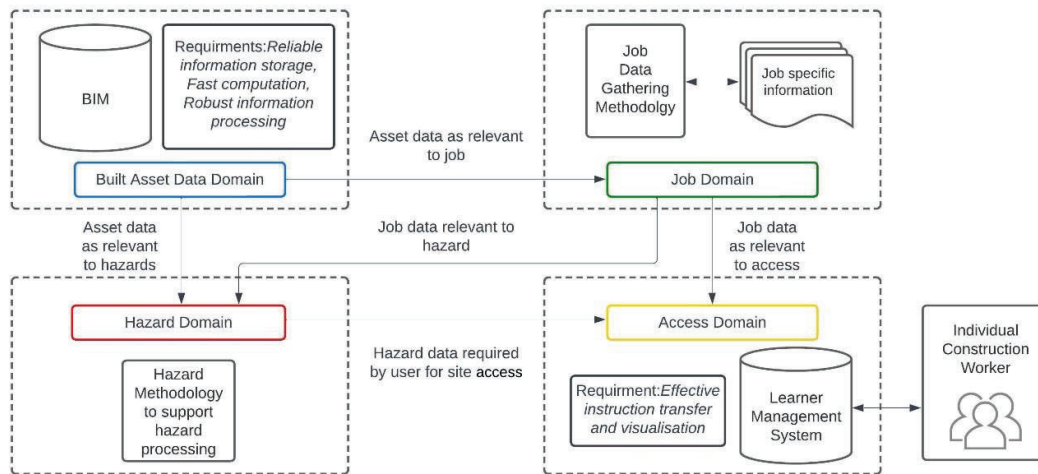 BIM
Requirments:Reliable
information storage,
Fast computation,
Robust information
processing
Built Asset Data Domain
Asset data as relevant
to job
Job
Data
Gathering
Methodolgy
Job specific
information
Job Domain
Asset data
as relevant
to hazards
Job data relevant to
hazard
Job data
as relevant
to access
Hazard Domain
Hazard
Methodology
to support
hazard
processing
Hazard data required
by user for site access
Access Domain
Requirment:Effective
instruction transfer
and visualisation
Learner
Management
System
Individual
Construction
Worker